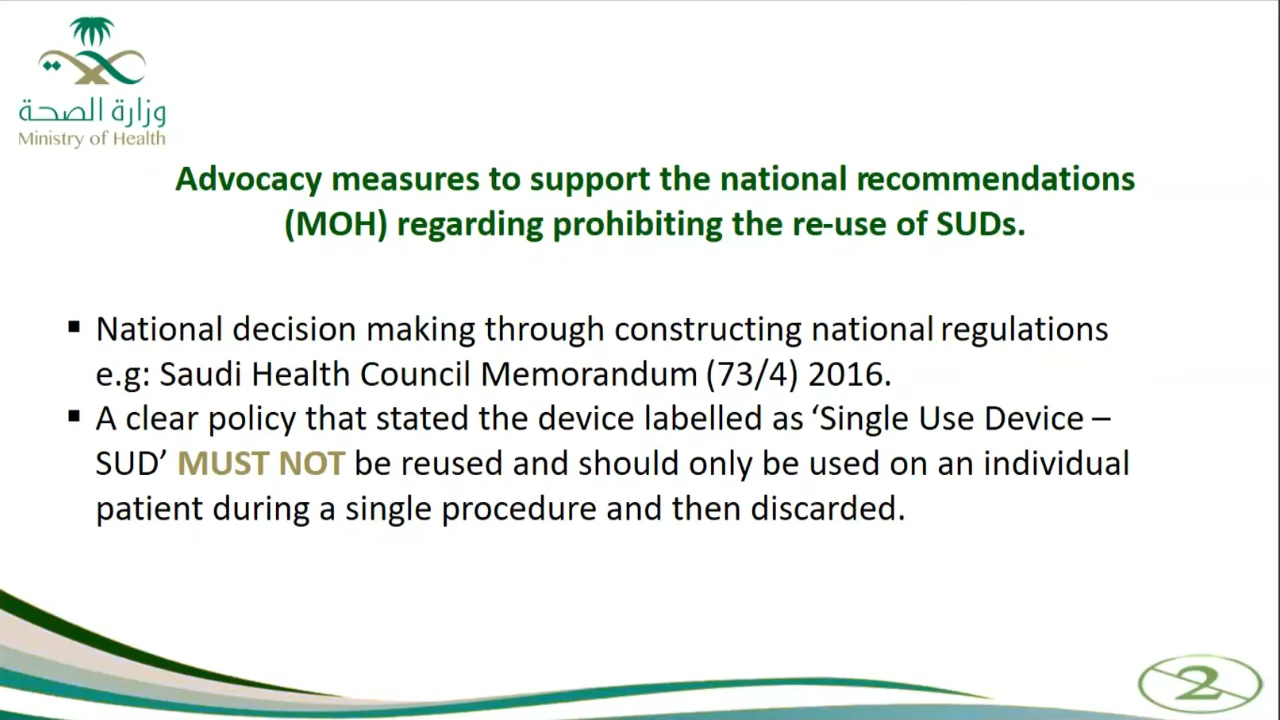 وزارة الصحة
Ministry of Health
Advocacy measures to support the national recommendations
(MOH) regarding prohibiting the re-use of SUDs.
▪ National decision making through constructing national regulations
e.g: Saudi Health Council Memorandum (73/4) 2016.
▪ A clear policy that stated the device labelled as ‘Single Use Device –
SUD’ MUST NOT be reused and should only be used on an individual
patient during a single procedure and then discarded.
2